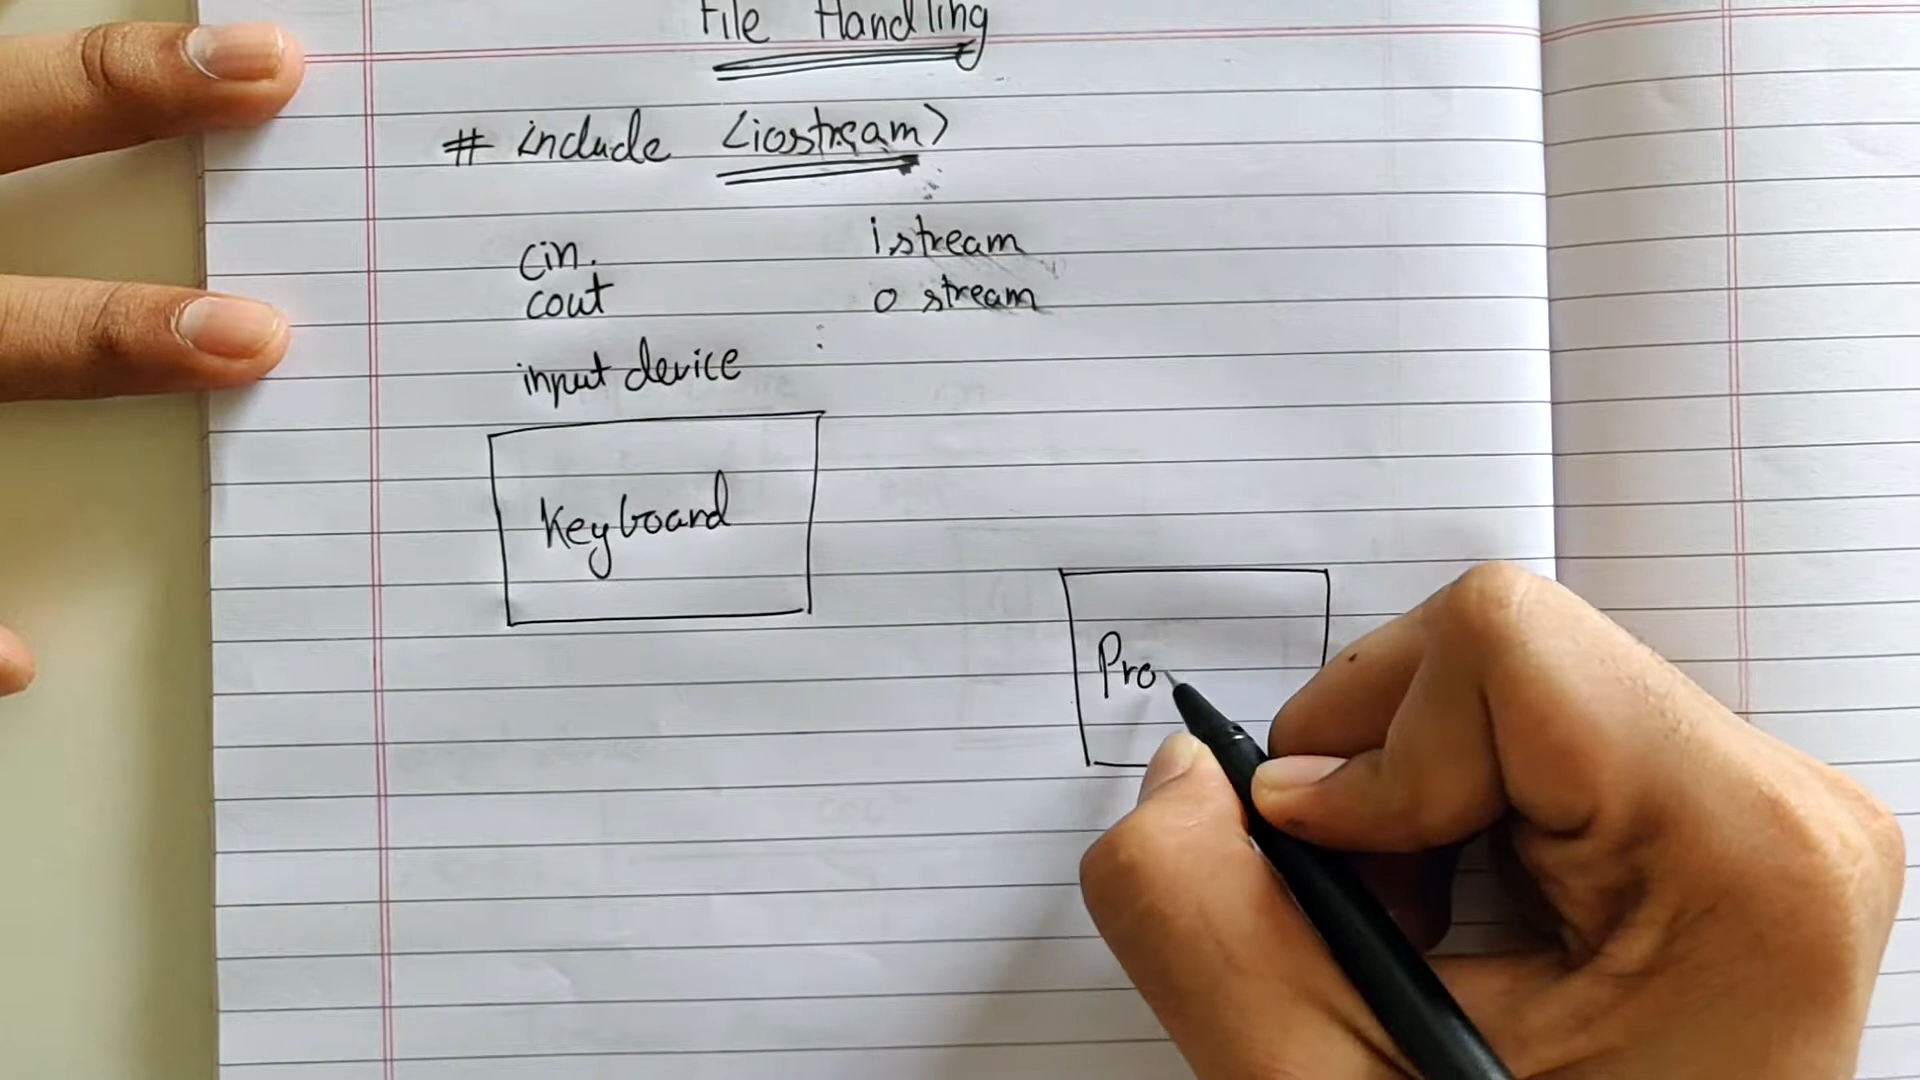 File Handling
# include <iostream>
cin.
istream
cout
o stream
input device
Keyboard
Pro